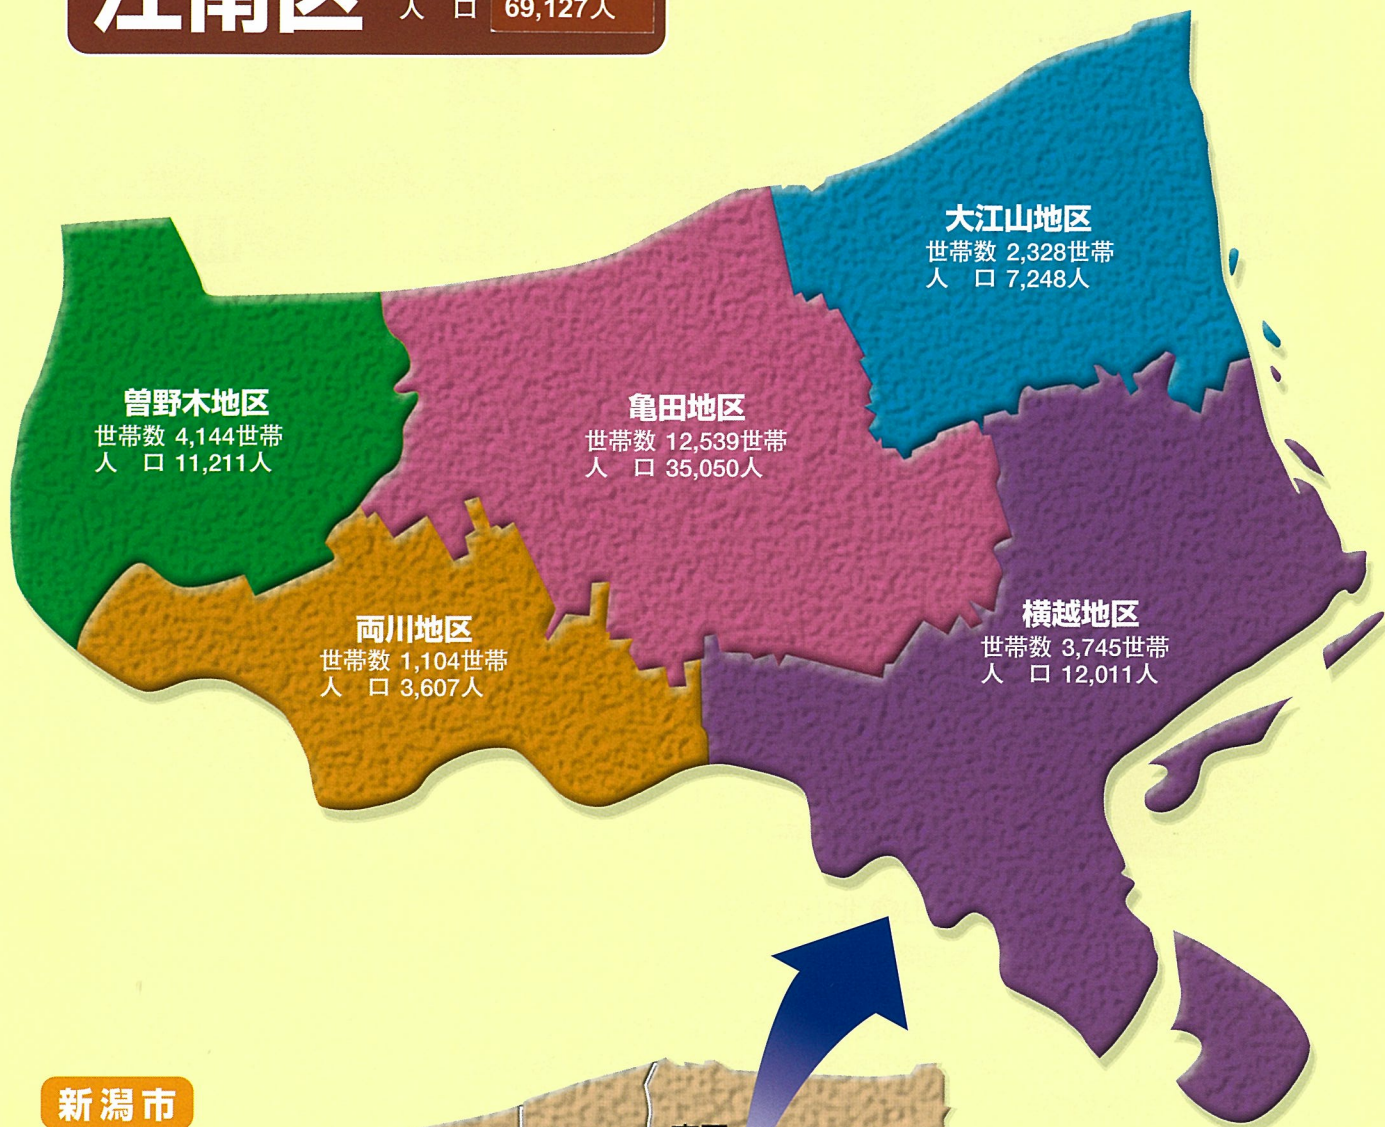 江南区
人 口 69,127人
大江山地区
世帯数 2,328世帯
人 口 7,248人
曽野木地区
世帯数 4,144世帯
人 口 11,211人
亀田地区
世帯数 12,539世帯
人 口 35,050人
両川地区
世帯数 1,104世帯
人 口 3,607人
横越地区
世帯数 3,745世帯
人 口 12,011人
新潟市